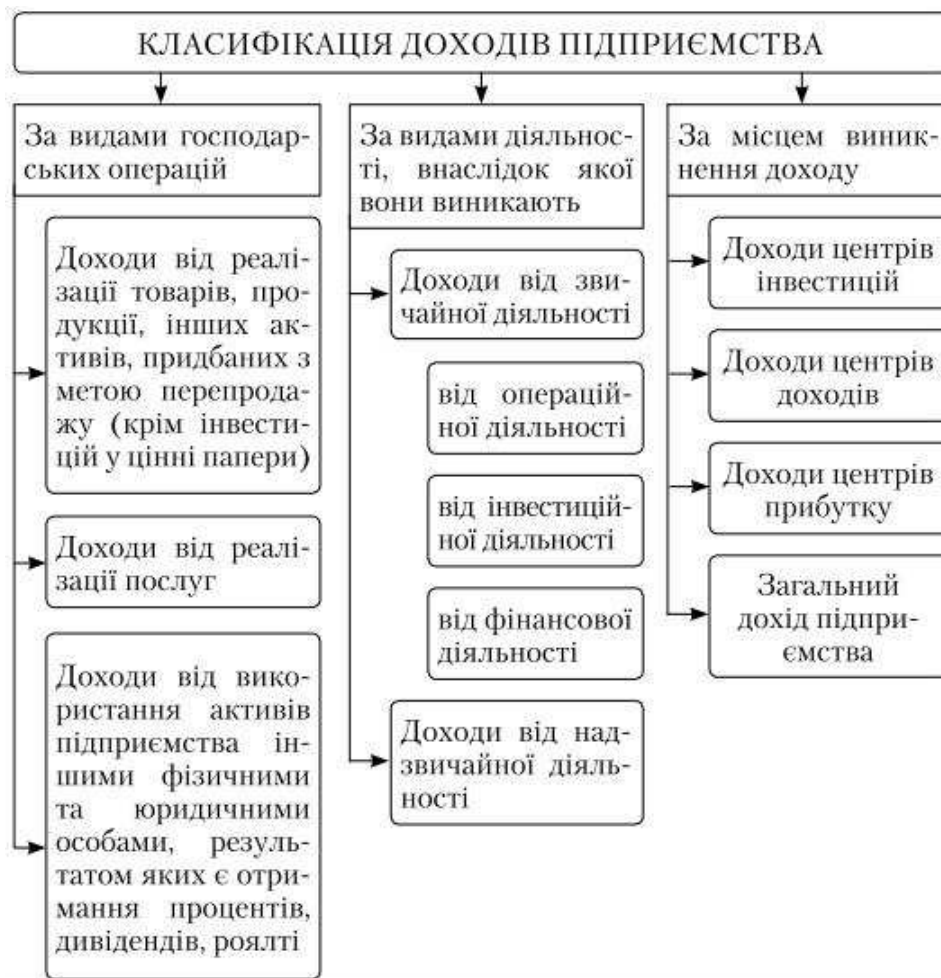 КЛАСИФІКАЦІЯ ДОХОДІВ ПІДПРИЄМСТВА
За видами господар-
ських операцій
Доходи від реалі-
зації товарів, про-
дукції, інших ак-
тивів, придбаних з
метою перепрода-
жу (крім інвести-
цій у цінні папери)
Доходи від реалі-
зації послуг
Доходи від вико-
ристання активів
підприємства ін-
шими фізичними
та юридичними
особами, резуль-
татом яких є отри-
мання процентів,
дивідендів, роялті
За видами діяльнос-
ті, внаслідок якої
вони виникають
Доходи від зви-
чайної діяльності
від операцій-
ної діяльності
від інвестицій-
ної діяльності
від фінансової
діяльності
Доходи від над-
звичайної діяль-
ності
За місцем виник-
нення доходу
Доходи центрів
інвестицій
Доходи центрів
доходів
Доходи центрів
прибутку
Загальний
дохід підпри-
ємства